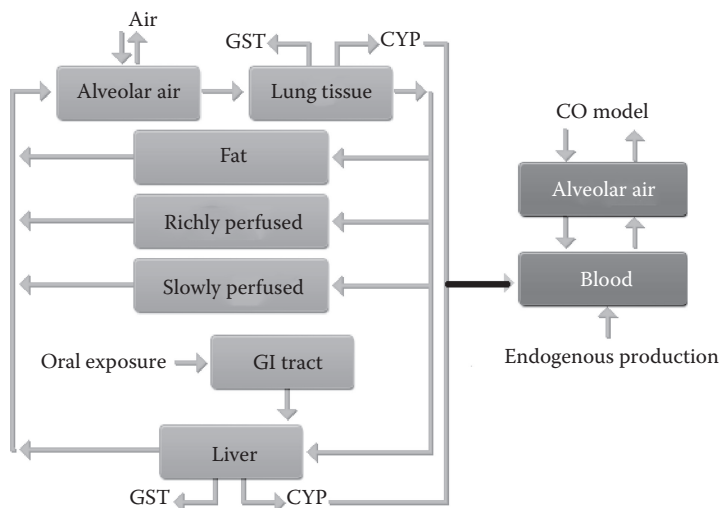 Air
GST
CYP
Alveolar air
Lung tissue
Fat
Richly perfused
Slowly perfused
Oral exposure
GI tract
Liver
GST
CYP
CO model
Alveolar air
Blood
Endogenous production